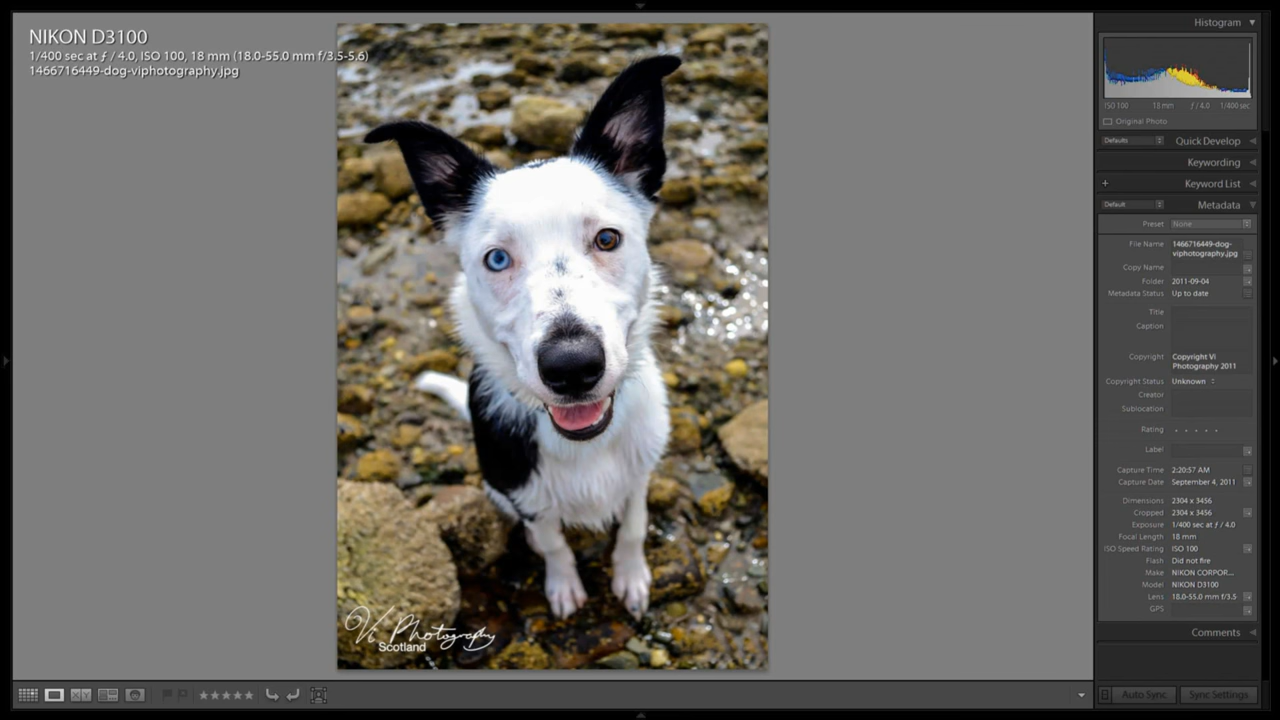 NIKON D3100
1/400 sec at ƒ / 4.0, ISO 100, 18 mm (18.0-55.0 mm f/3.5-5.6)
1466716449-dog-viphotography.jpg
Vi Photography
Scotland
Histogram
ISO 100 18 mm ƒ / 4.0 1/400 sec
Original Photo
Defaults Quick Develop
Keywording
+ Keyword List
Default Metadata
Preset None
File Name 1466716449-dog-
viphotography.jpg
Copy Name
Folder 2011-09-04
Metadata Status Up to date
Title
Caption
Copyright Copyright Vi
Photography 2011
Copyright Status Unknown
Creator
Sublocation
Rating
Label
Capture Time 2:20:57 AM
Capture Date September 4, 2011
Dimensions 2304 x 3456
Cropped 2304 x 3456
Exposure 1/400 sec at ƒ / 4.0
Focal Length 18 mm
ISO Speed Rating ISO 100
Flash Did not fire
Make NIKON CORPOR...
Model NIKON D3100
Lens 18.0-55.0 mm f/3.5
GPS
Comments
Auto Sync Sync Settings